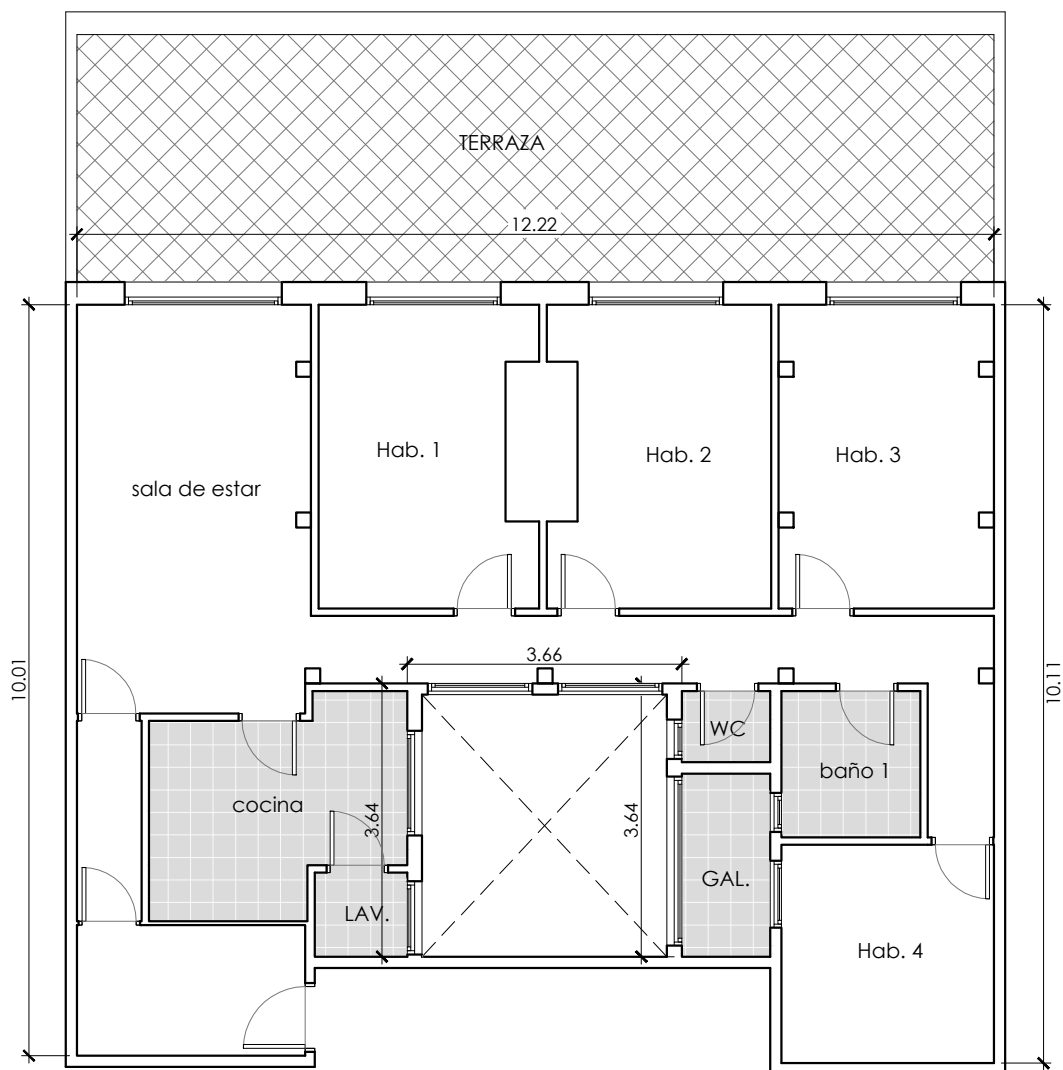 TERRAZA
12.22
Hab. 1
Hab. 2
Hab. 3
sala de estar
3.66
10.01
10.11
WC
baño 1
cocina
3.64
3.64
GAL.
LAV.
Hab. 4